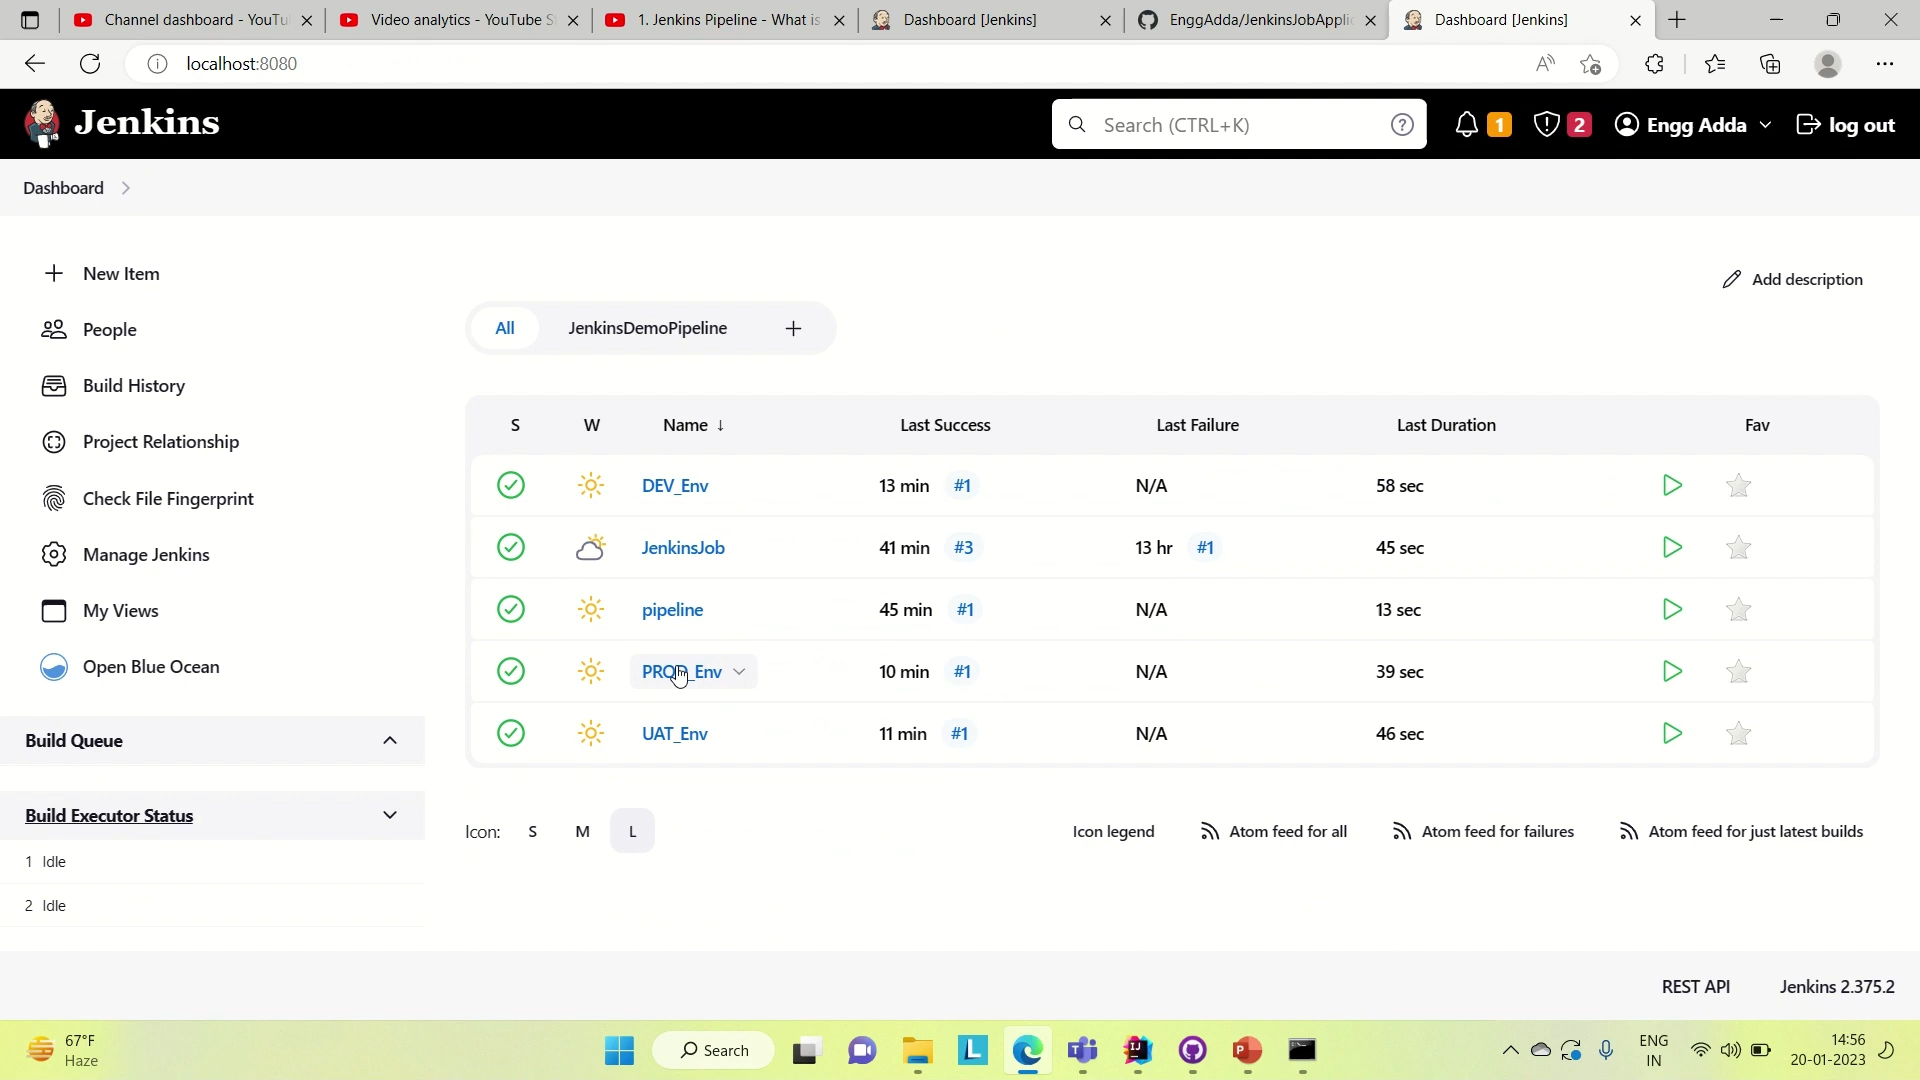 Channel dashboard - YouTu
Video analytics - YouTube S
1. Jenkins Pipeline - What is
Dashboard [Jenkins]
EnggAdda/JenkinsJobApplic
Dashboard [Jenkins]
localhost:8080
Jenkins
Search (CTRL+K)
1
2
Engg Adda
log out
Dashboard
New Item
People
Build History
Project Relationship
Check File Fingerprint
Manage Jenkins
My Views
Open Blue Ocean
Build Queue
Build Executor Status
1 Idle
2 Idle
Add description
All
JenkinsDemoPipeline
S W Name ↓ Last Success Last Failure Last Duration Fav
DEV_Env 13 min #1 N/A 58 sec
JenkinsJob 41 min #3 13 hr #1 45 sec
pipeline 45 min #1 N/A 13 sec
PROD_Env 10 min #1 N/A 39 sec
UAT_Env 11 min #1 N/A 46 sec
Icon: S M L
Icon legend
Atom feed for all
Atom feed for failures
Atom feed for just latest builds
REST API
Jenkins 2.375.2
67°F
Haze
Search
ENG
IN
14:56
20-01-2023